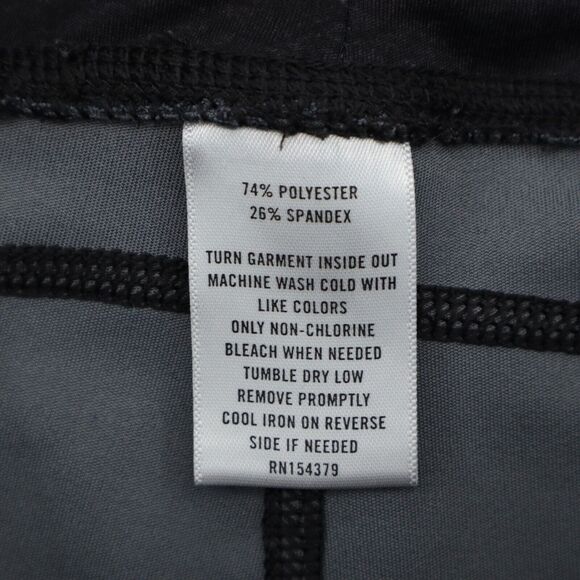 74% POLYESTER
26% SPANDEX
TURN GARMENT INSIDE OUT
MACHINE WASH COLD WITH
LIKE COLORS
ONLY NON-CHLORINE
BLEACH WHEN NEEDED
TUMBLE DRY LOW
REMOVE PROMPTLY
COOL IRON ON REVERSE
SIDE IF NEEDED
RN154379